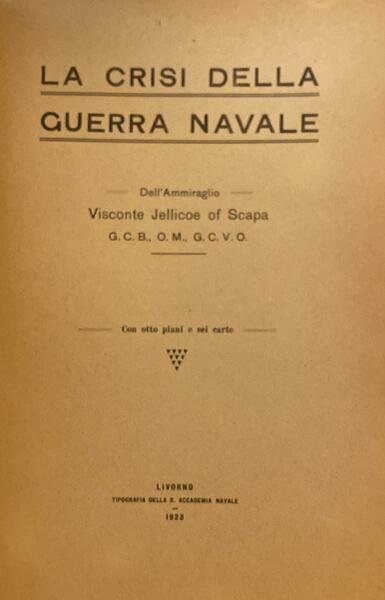 LA CRISI DELLA
GUERRA NAVALE
Dell'Ammiraglio
Visconte Jellicoe of Scapa
G. C. B., O. M., G. C. V. O.
Con otto piani e sei carte
LIVORNO
TIPOGRAFIA DELLA R. ACCADEMIA NAVALE
1923